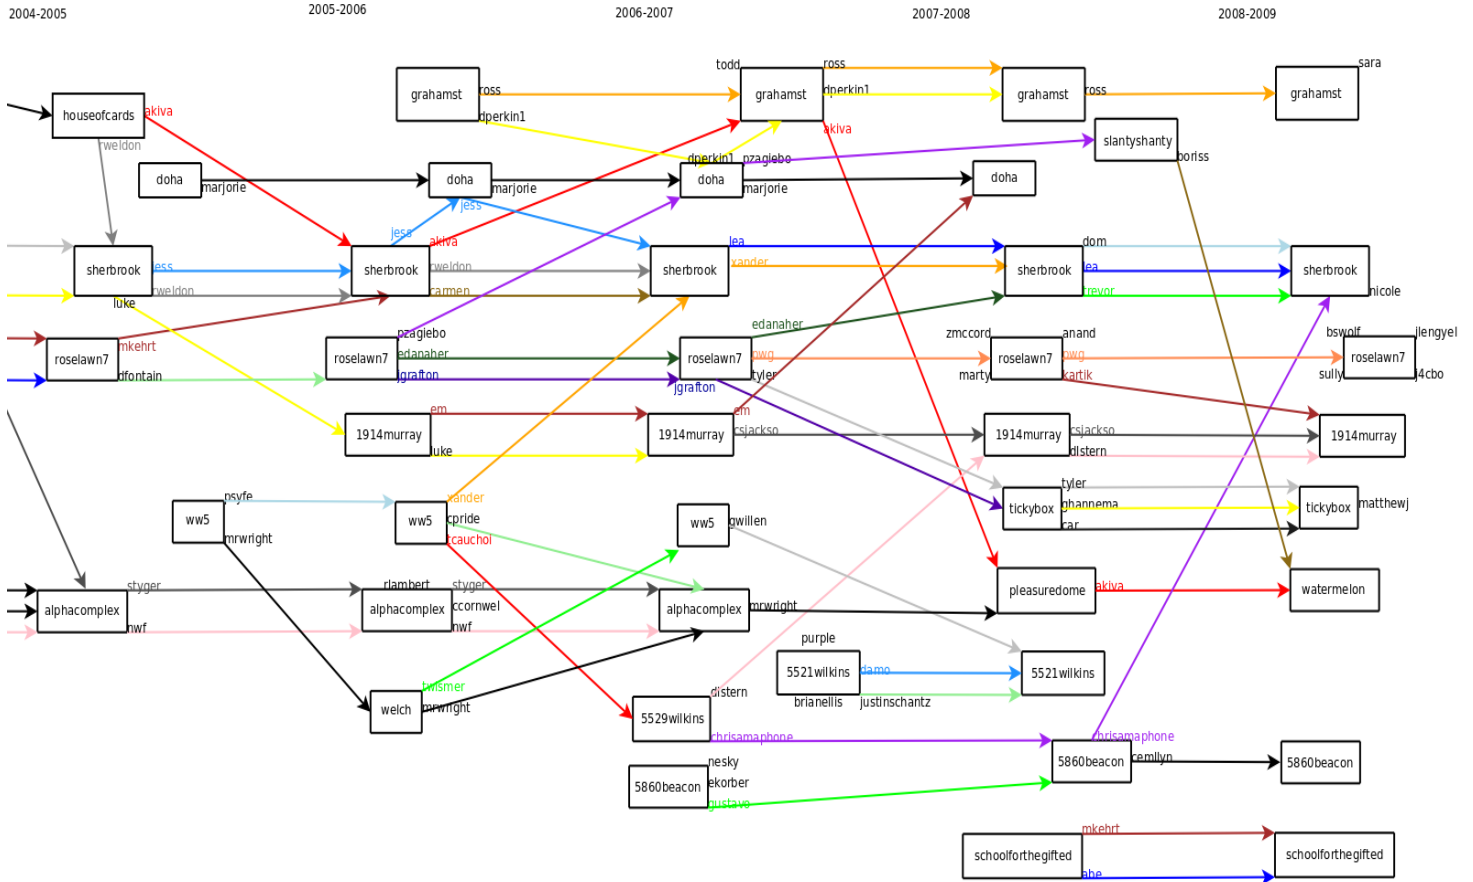 2004-2005
2005-2006
2006-2007
2007-2008
2008-2009
sara
todd
ross
grahamst
ross
dperkin1
grahamst
dperkin1
akiva
grahamst
ross
grahamst
houseofcards
akiva
rweldon
slantyshanty
boriss
doha
marjorie
doha
marjorie
jess
dperkin1
pzagiebo
doha
marjorie
doha
sherbrook
jess
rweldon
luke
jess
akiva
sherbrook
rweldon
carmen
lea
sherbrook
xander
dom
sherbrook
lea
trevor
sherbrook
nicole
roselawn7
mkehrt
dfontain
pzagiebo
roselawn7
edanaher
jgrafton
edanaher
roselawn7
pwg
tyler
jgrafton
zmccord
anand
roselawn7
pwg
marty
kartik
bswolf
jlengyel
roselawn7
sully
j4cbo
em
1914murray
luke
em
1914murray
csjackso
1914murray
csjackso
distern
1914murray
psyfe
ww5
mrwright
xander
ww5
cpride
tcauchol
ww5
gwillen
tyler
tickybox
ghannema
car
tickybox
matthewj
styger
alphacomplex
nwf
rlambert
styger
alphacomplex
ccornwel
nwf
alphacomplex
mrwright
pleasuredome
akiva
watermelon
purple
5521wilkins
damo
brianellis
justinschantz
5521wilkins
twismer
welch
mrwright
distern
5529wilkins
chrisamaphone
nesky
5860beacon
ekorber
gustavo
chrisamaphone
5860beacon
cemllyn
5860beacon
mkehrt
schoolforthegifted
abe
schoolforthegifted